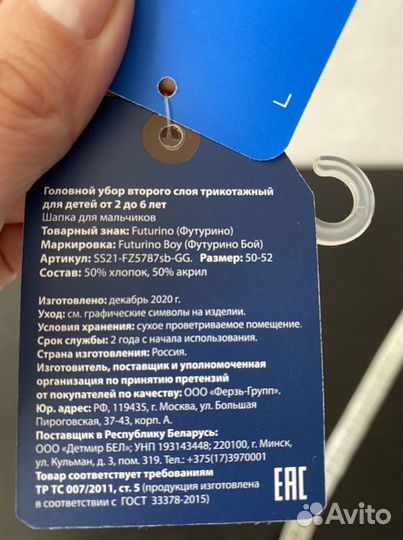 Головной убор второго слоя трикотажный
для детей от 2 до 6 лет
Шапка для мальчиков
Товарный знак: Futurino (Футурино)
Маркировка: Futurino Boy (Футурино Бой)
Артикул: SS21-FZ5787sb-GG. Размер: 50-52
Состав: 50% хлопок, 50% акрил
Изготовлено: декабрь 2020 г.
Уход: см. графические символы на изделии.
Условия хранения: сухое проветриваемое помещение.
Срок службы: 2 года с начала использования.
Страна изготовления: Россия.
Изготовитель, поставщик и уполномоченная
организация по принятию претензий
от покупателей по качеству: ООО «Ферзь-Групп».
Юр. адрес: РФ, 119435, г. Москва, ул. Большая
Пироговская, 37-43, корп. А.
Поставщик в Республику Беларусь:
ООО «Детмир БЕЛ»; УНП 193143448; 220100, г. Минск,
ул. Кульман, д. 3, пом. 319. Тел.: +375(17)3970001
Товар соответствует требованиям
ТР ТС 007/2011, ст. 5 (продукция изготовлена
в соответствии с ГОСТ 33378-2015)
EAC
Avito